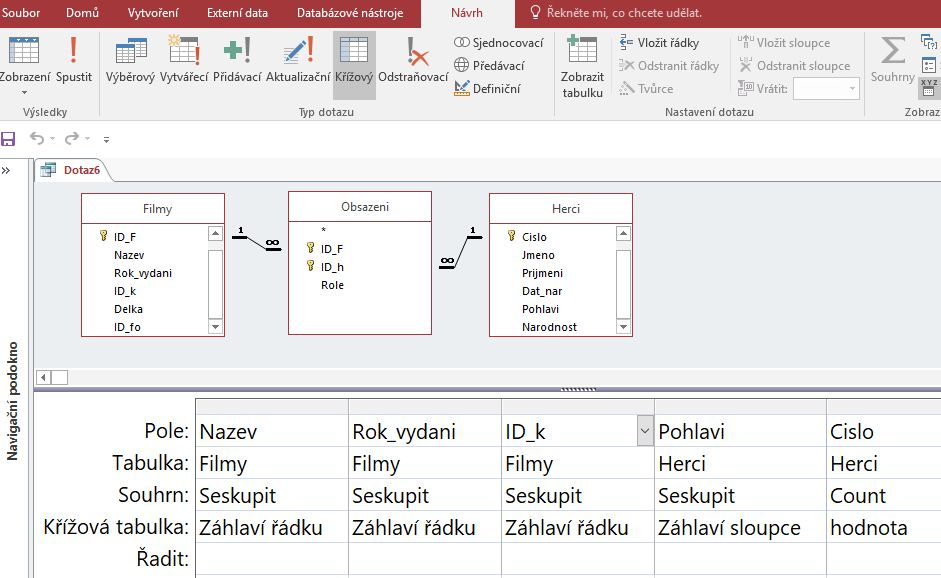 Soubor Domů Vytvoření Externí data Databázové nástroje Návrh Řekněte mi, co chcete udělat.
Zobrazení Spustit Výběrový Vytvářecí Přidávací Aktualizační Křížový Odstraňovací
Sjednocovací
Předávací
Definiční
Zobrazit
tabulku
Vložit řádky
Odstranit řádky
Tvůrce
Vložit sloupce
Odstranit sloupce
Vrátit:
Souhrny
XYZ
Výsledky Typ dotazu Nastavení dotazu Zobraz
»
Dotaz6
Navigační podokno
Filmy
ID_F
Nazev
Rok_vydani
ID_k
Delka
ID_fo
1 ∞
Obsazeni
*
ID_F
ID_h
Role
∞ 1
Herci
Cislo
Jmeno
Prijmeni
Dat_nar
Pohlavi
Narodnost
Pole: Nazev Rok_vydani ID_k Pohlavi Cislo
Tabulka: Filmy Filmy Filmy Herci Herci
Souhrn: Seskupit Seskupit Seskupit Seskupit Count
Křížová tabulka: Záhlaví řádku Záhlaví řádku Záhlaví řádku Záhlaví sloupce hodnota
Řadit: